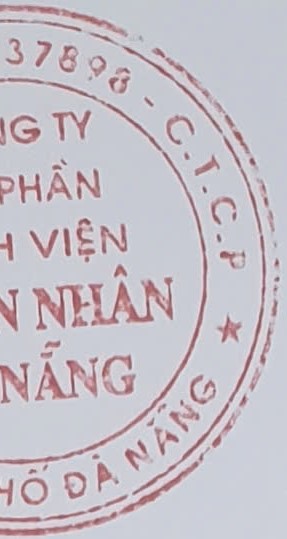 37898 - C.T.C.P
NG TY
PHẦN
H VIỆN
N NHÂN
NẴNG
HỐ ĐÀ NẴNG